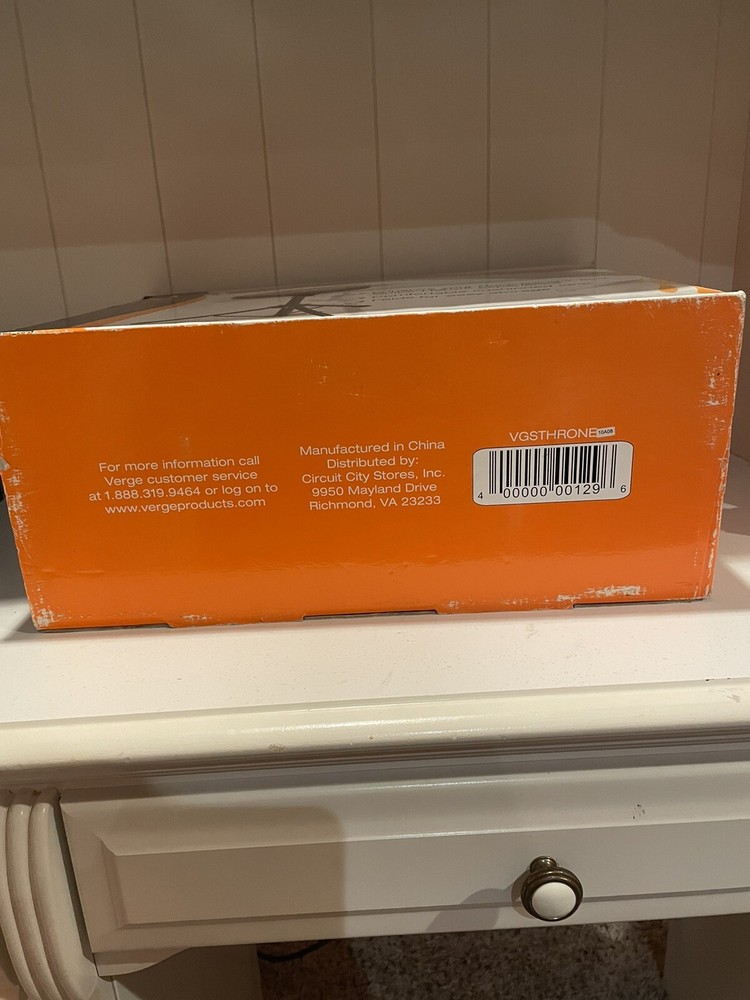 For more information call
Verge customer service
at 1.888.319.9464 or log on to
www.vergeproducts.com
Manufactured in China
Distributed by:
Circuit City Stores, Inc.
9950 Mayland Drive
Richmond, VA 23233
VGSTHRONE 10A08
4 00000 00129 6